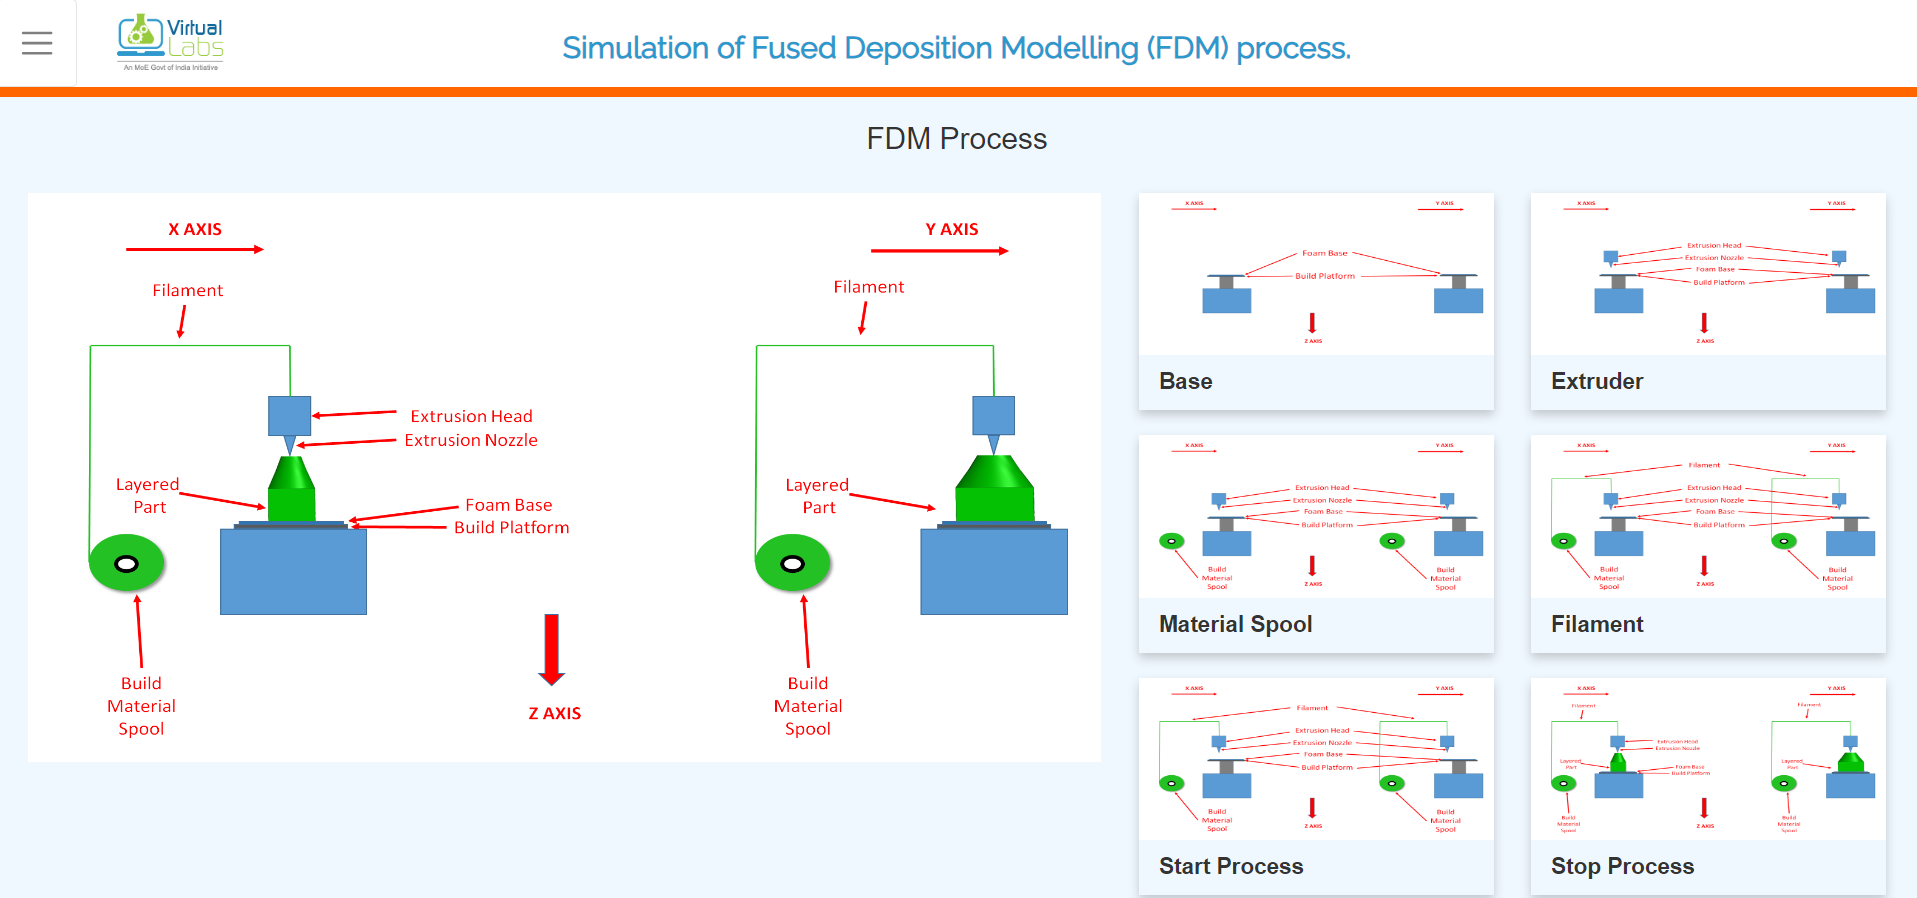 Virtual
Labs
An MoE Govt of India Initiative
Simulation of Fused Deposition Modelling (FDM) process.
FDM Process
X AXIS
Y AXIS
Filament
Filament
Extrusion Head
Extrusion Nozzle
Layered
Part
Layered
Part
Foam Base
Build Platform
Build
Material
Spool
Build
Material
Spool
Z AXIS
X AXIS
Y AXIS
Foam Base
Build Platform
Z AXIS
Base
X AXIS
Y AXIS
Extrusion Head
Extrusion Nozzle
Foam Base
Build Platform
Z AXIS
Extruder
X AXIS
Y AXIS
Extrusion Head
Extrusion Nozzle
Foam Base
Build Platform
Z AXIS
Build
Material
Spool
Build
Material
Spool
Material Spool
X AXIS
Y AXIS
Filament
Extrusion Head
Extrusion Nozzle
Foam Base
Build Platform
Z AXIS
Build
Material
Spool
Build
Material
Spool
Filament
X AXIS
Y AXIS
Filament
Extrusion Head
Extrusion Nozzle
Foam Base
Build Platform
Build
Material
Spool
Build
Material
Spool
Z AXIS
Start Process
X AXIS
Y AXIS
Filament
Filament
Extrusion Head
Extrusion Nozzle
Layered
Part
Layered
Part
Foam Base
Build Platform
Build
Material
Spool
Build
Material
Spool
Z AXIS
Stop Process